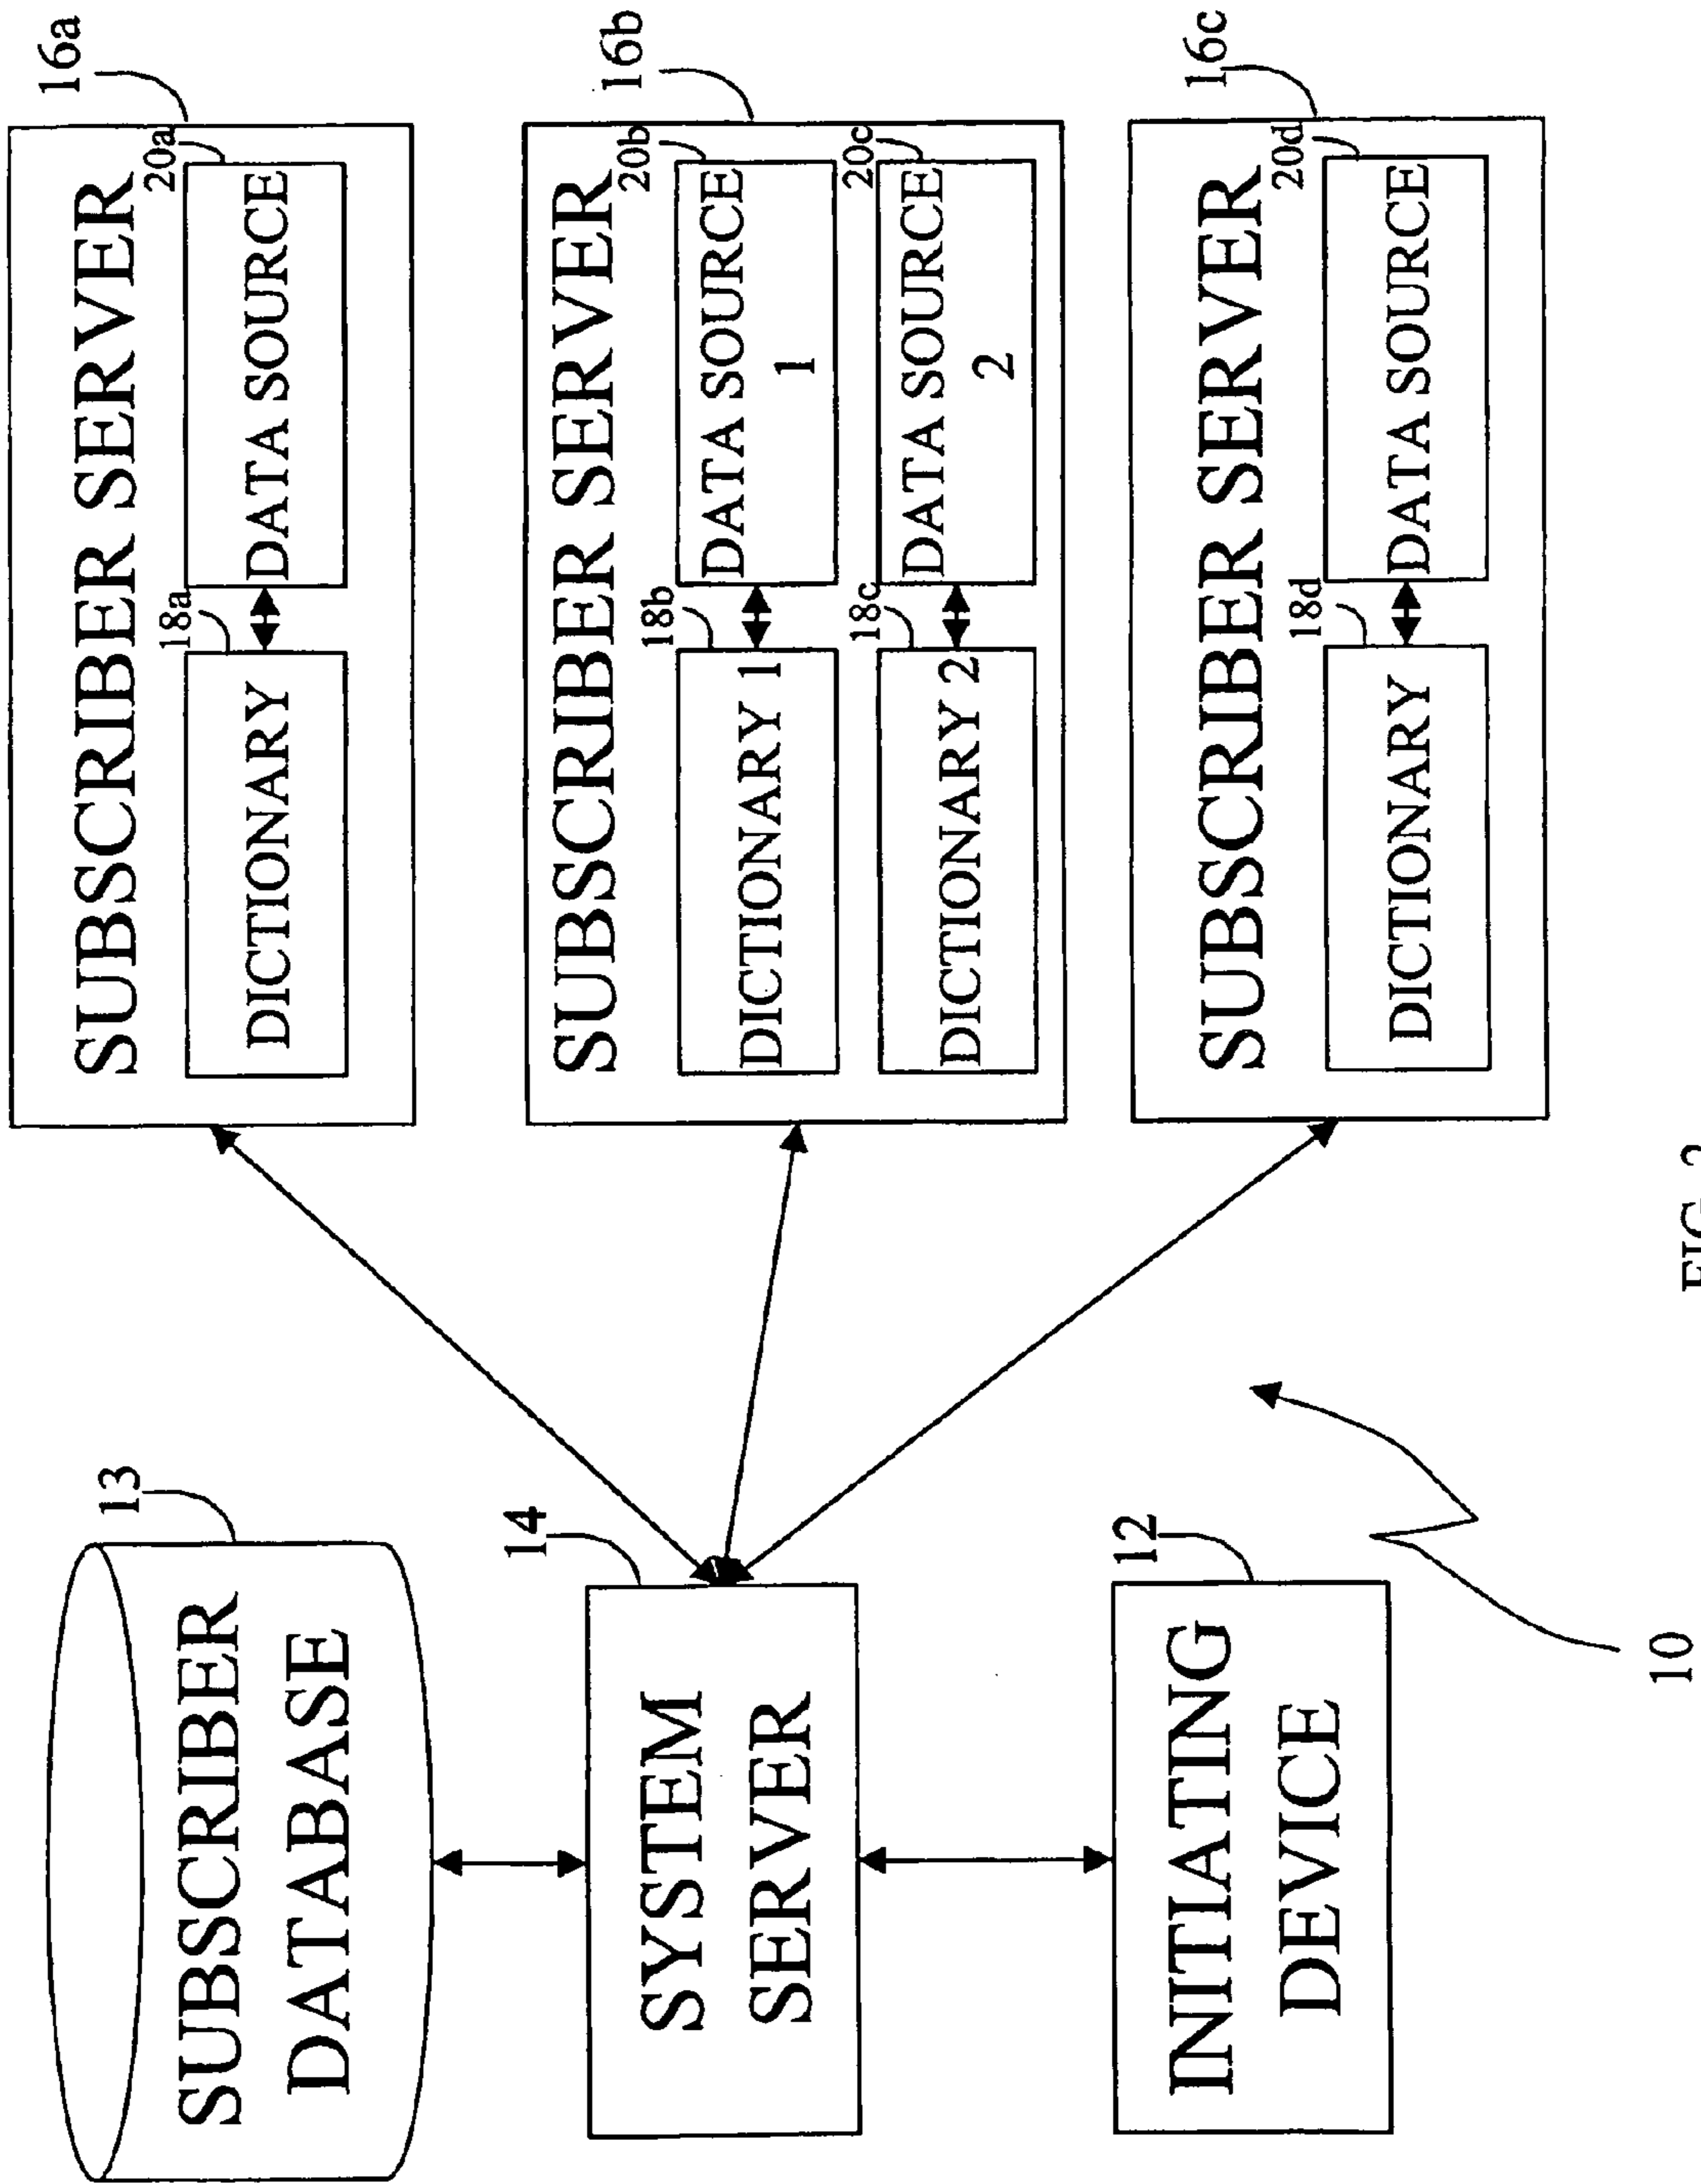 SUBSCRIBER
DATABASE
13
SYSTEM
SERVER
14
INITIATING
DEVICE
12
10
SUBSCRIBER SERVER
16a
DICTIONARY
18a
DATA SOURCE
20a
SUBSCRIBER SERVER
16b
DICTIONARY 1
18b
DATA SOURCE
1
20b
DICTIONARY 2
18c
DATA SOURCE
2
20c
SUBSCRIBER SERVER
16c
DICTIONARY
18d
DATA SOURCE
20d
FIG.